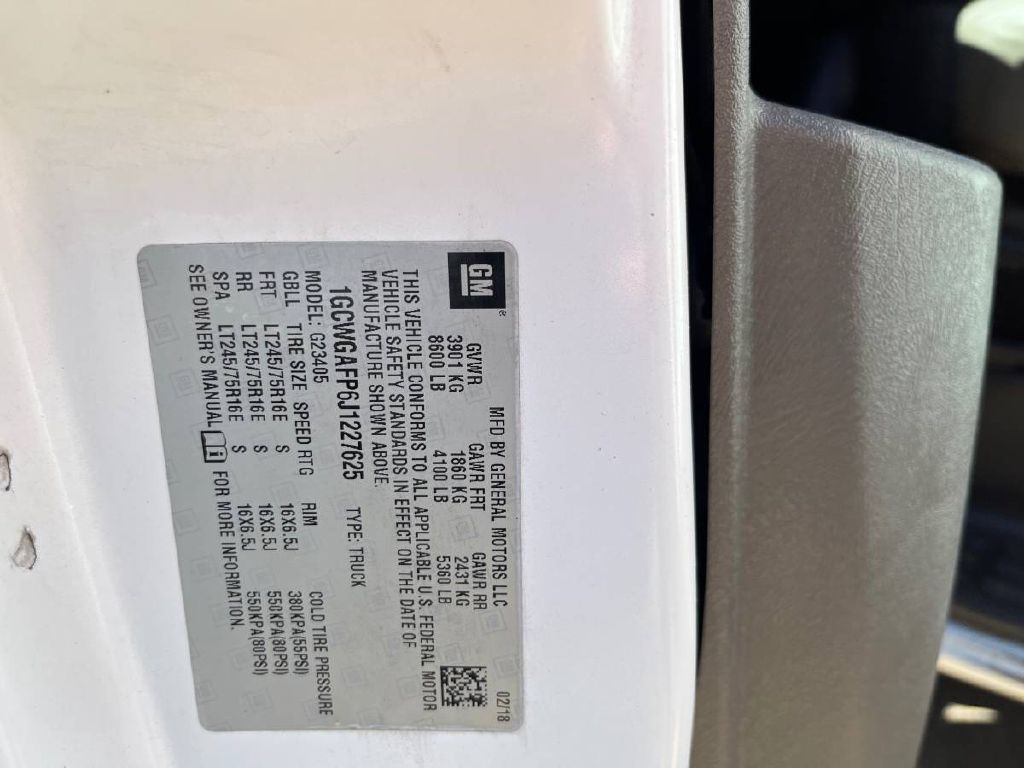 GM®
MFD BY GENERAL MOTORS LLC 02/18
GVWR GAWR FRT GAWR RR
3901 KG 1860 KG 2431 KG
8600 LB 4100 LB 5360 LB
THIS VEHICLE CONFORMS TO ALL APPLICABLE U.S. FEDERAL MOTOR
VEHICLE SAFETY STANDARDS IN EFFECT ON THE DATE OF
MANUFACTURE SHOWN ABOVE.
1GCWGAFP6J1227625 TYPE: TRUCK
MODEL: G23405
GBLL TIRE SIZE SPEED RTG RIM COLD TIRE PRESSURE
FRT LT245/75R16E S 16X6.5J 380KPA(55PSI)
RR LT245/75R16E S 16X6.5J 550KPA(80PSI)
SPA LT245/75R16E S 16X6.5J 550KPA(80PSI)
SEE OWNER'S MANUAL FOR MORE INFORMATION.